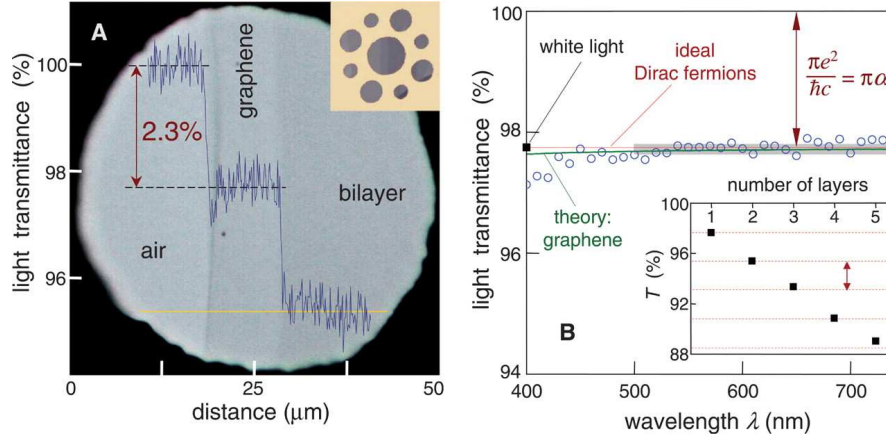 A
100
98
96
light transmittance (%)
2.3%
air
graphene
bilayer
0
25
50
distance (μm)
100
98
96
94
light transmittance (%)
white light
ideal
Dirac fermions
πe²/ħc = πα
theory:
graphene
B
number of layers
1 2 3 4 5
100
96
92
88
T (%)
400 500 600 700
wavelength λ (nm)